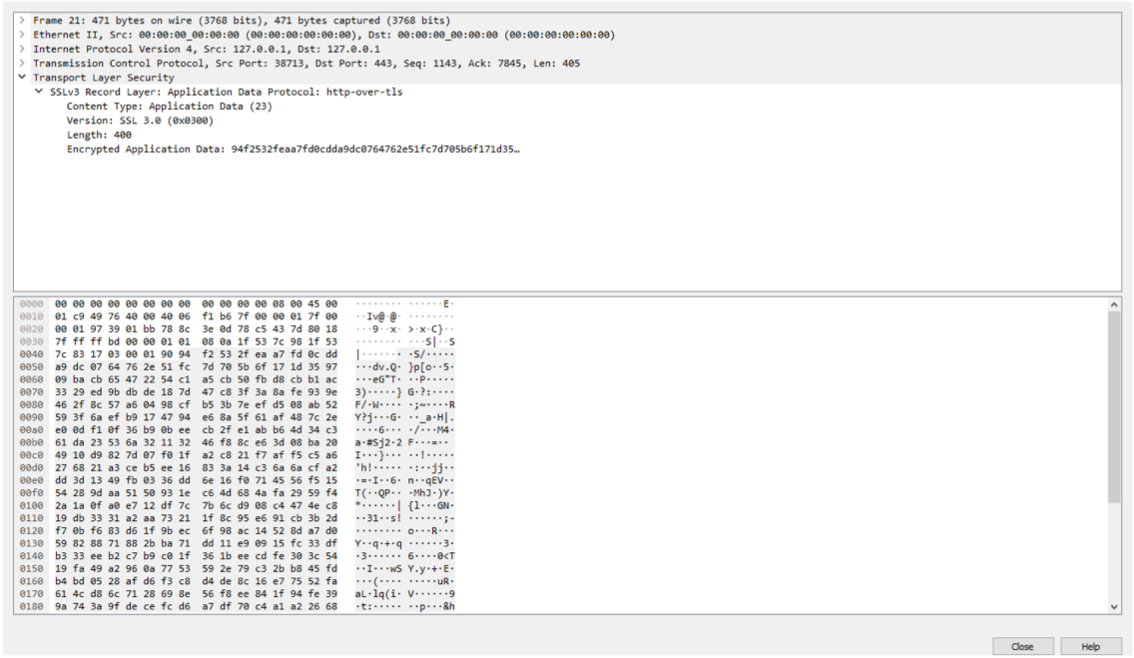 Frame 21: 471 bytes on wire (3768 bits), 471 bytes captured (3768 bits)
Ethernet II, Src: 00:00:00_00:00:00 (00:00:00:00:00:00), Dst: 00:00:00_00:00:00 (00:00:00:00:00:00)
Internet Protocol Version 4, Src: 127.0.0.1, Dst: 127.0.0.1
Transmission Control Protocol, Src Port: 38713, Dst Port: 443, Seq: 1143, Ack: 7845, Len: 405
Transport Layer Security
SSLv3 Record Layer: Application Data Protocol: http-over-tls
Content Type: Application Data (23)
Version: SSL 3.0 (0x0300)
Length: 400
Encrypted Application Data: 94f2532feaa7fd0cdda9dc0764762e51fc7d705b6f171d35…
0000 00 00 00 00 00 00 00 00 00 00 00 00 08 00 45 00 ········ ······E·
0010 01 c9 49 76 40 00 40 06 f1 b6 7f 00 00 01 7f 00 ··Iv@·@· ········
0020 00 01 97 39 01 bb 78 8c 3e 0d 78 c5 43 7d 80 18 ···9··x· >·x·C}··
0030 7f ff ff bd 00 00 01 01 08 0a 1f 53 7c 98 1f 53 ········ ···S|··S
0040 7c 83 17 03 00 01 90 94 f2 53 2f ea a7 fd 0c dd |······· ·S/·····
0050 a9 dc 07 64 76 2e 51 fc 7d 70 5b 6f 17 1d 35 97 ···dv.Q· }p[o··5·
0060 09 ba cb 65 47 22 54 c1 a5 cb 50 fb d8 cb b1 ac ···eG"T· ··P·····
0070 33 29 ed 9b db de 18 7d 47 c8 3f 3a 8a fe 93 9e 3)·····} G·?:····
0080 46 2f 8c 57 a6 04 98 cf b5 3b 7e ef d5 08 ab 52 F/·W···· ·;~····R
0090 59 3f 6a ef b9 17 47 94 e6 8a 5f 61 af 48 7c 2e Y?j···G· ··_a·H|.
00a0 e0 0d f1 0f 36 b9 0b ee cb 2f e1 ab b6 4d 34 c3 ····6··· ·/···M4·
00b0 61 da 23 53 6a 32 11 32 46 f8 8c e6 3d 08 ba 20 a·#Sj2·2 F···=··
00c0 49 10 d9 82 7d 07 f0 1f a2 c8 21 f7 af f5 c5 a6 I···}··· ··!·····
00d0 27 68 21 a3 ce b5 ee 16 83 3a 14 c3 6a 6a cf a2 'h!····· ·:··jj··
00e0 dd 3d 13 49 fb 03 36 dd 6e 16 f0 71 45 56 f5 15 ·=·I··6· n··qEV··
00f0 54 28 9d aa 51 50 93 1e c6 4d 68 4a fa 29 59 f4 T(··QP·· ·MhJ·)Y·
0100 2a 1a 0f a0 e7 12 df 7c 7b 6c d9 08 c4 47 4e c8 *······| {l···GN·
0110 19 db 33 31 a2 aa 73 21 1f 8c 95 e6 91 cb 3b 2d ··31··s! ······;-
0120 f7 0b f6 83 d6 1f 9b ec 6f 98 ac 14 52 8d a7 d0 ········ o···R···
0130 59 82 88 71 88 2b ba 71 dd 11 e9 09 15 fc 33 df Y··q·+·q ······3·
0140 b3 33 ee b2 c7 b9 c0 1f 36 1b ee cd fe 30 3c 54 ·3······ 6····0<T
0150 19 fa 49 a2 96 0a 77 53 59 2e 79 c3 2b b8 45 fd ··I···wS Y.y·+·E·
0160 b4 bd 05 28 af d6 f3 c8 d4 de 8c 16 e7 75 52 fa ···(···· ·····uR·
0170 61 4c d8 6c 71 28 69 8e 56 f8 ee 84 1f 94 fe 39 aL·lq(i· V······9
0180 9a 74 3a 9f de ce fc d6 a7 df 70 c4 a1 a2 26 68 ·t:····· ··p···&h
Close Help